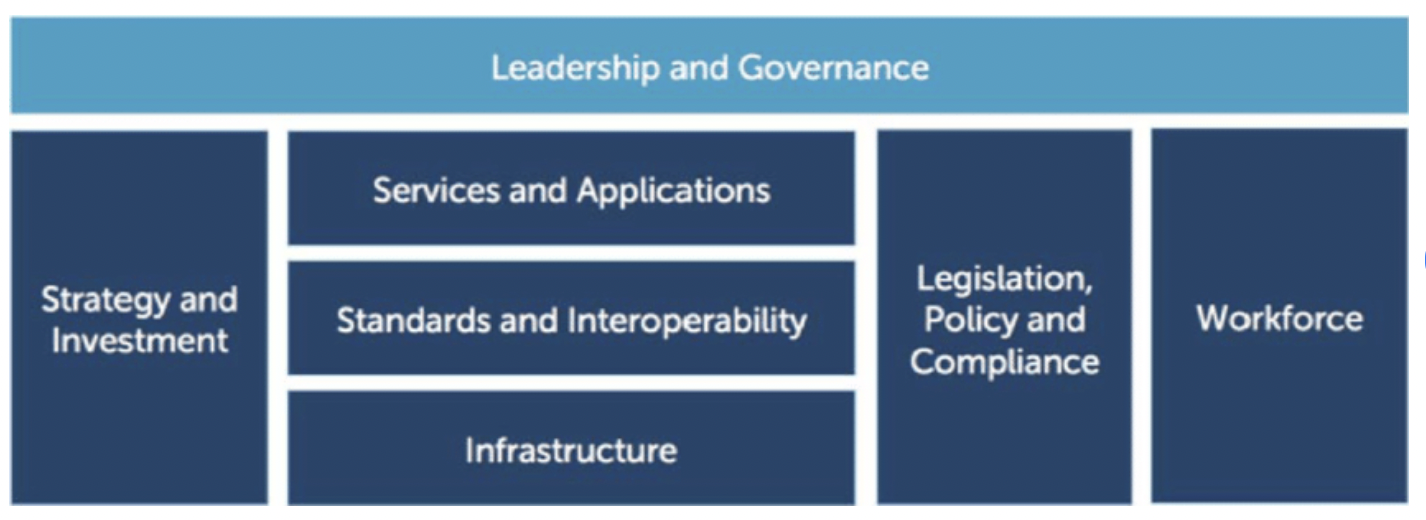 Leadership and Governance
Strategy and
Investment
Services and Applications
Standards and Interoperability
Infrastructure
Legislation,
Policy and
Compliance
Workforce